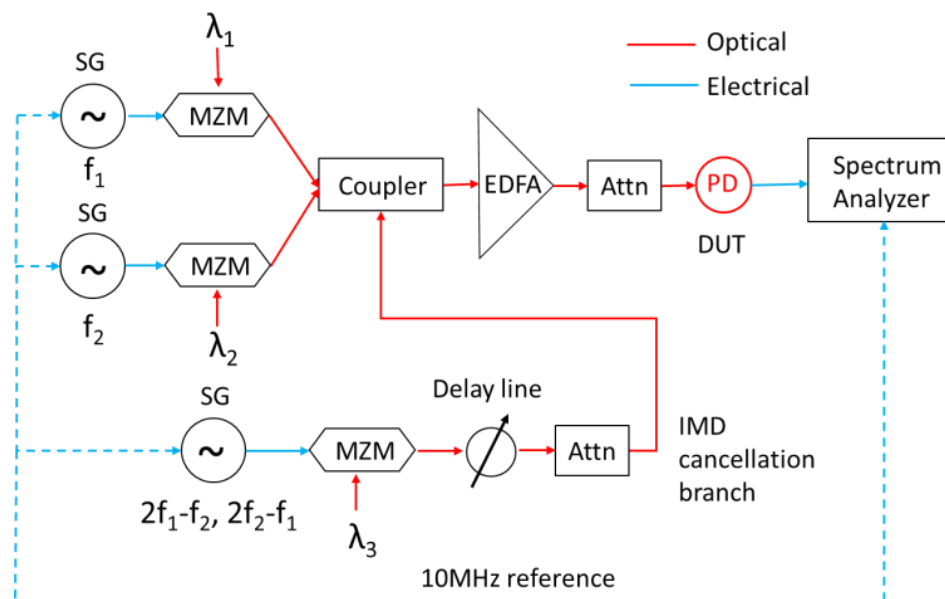 λ1
SG
~
MZM
f1
Optical
Electrical
Coupler
EDFA
Attn
PD
DUT
Spectrum
Analyzer
SG
~
MZM
f2
λ2
SG
~
MZM
2f1-f2, 2f2-f1
λ3
Delay line
Attn
IMD
cancellation
branch
10MHz reference